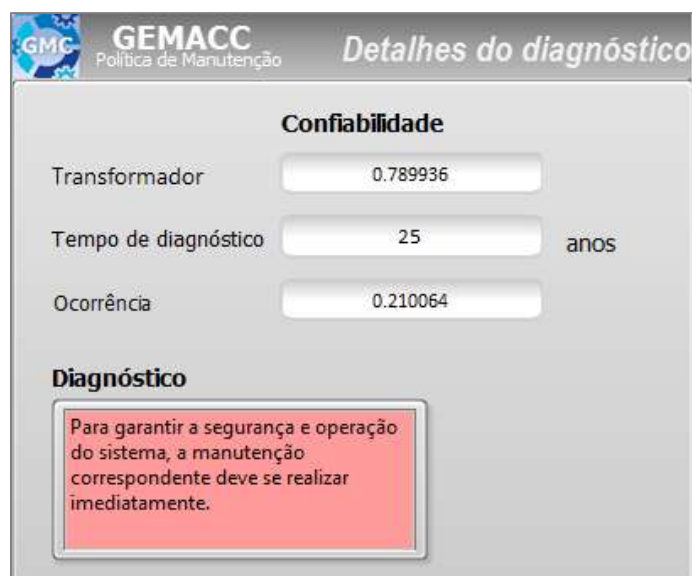 GMC
GEMACC
Política de Manutenção
Detalhes do diagnóstico
Confiabilidade
Transformador 0.789936
Tempo de diagnóstico 25 anos
Ocorrência 0.210064
Diagnóstico
Para garantir a segurança e operação
do sistema, a manutenção
correspondente deve se realizar
imediatamente.